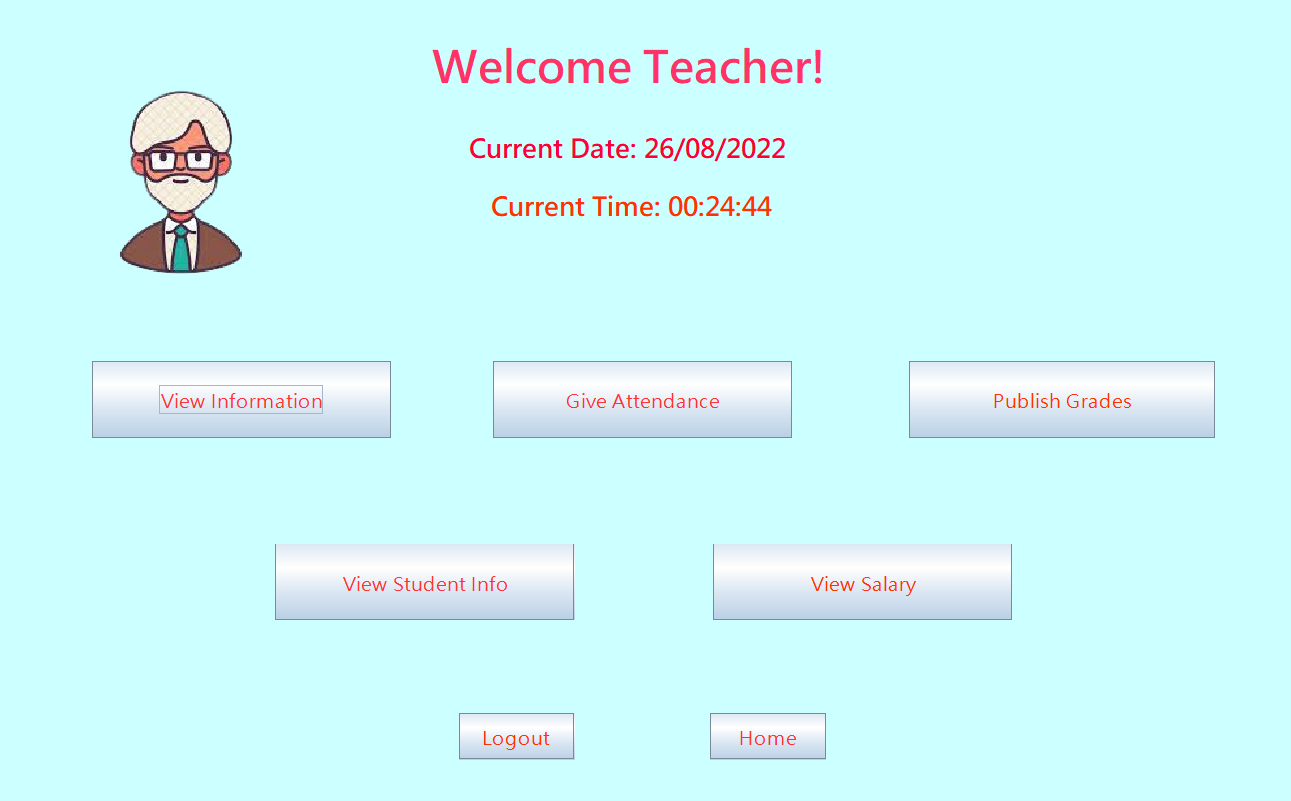 Welcome Teacher!
Current Date: 26/08/2022
Current Time: 00:24:44
View Information
Give Attendance
Publish Grades
View Student Info
View Salary
Logout
Home